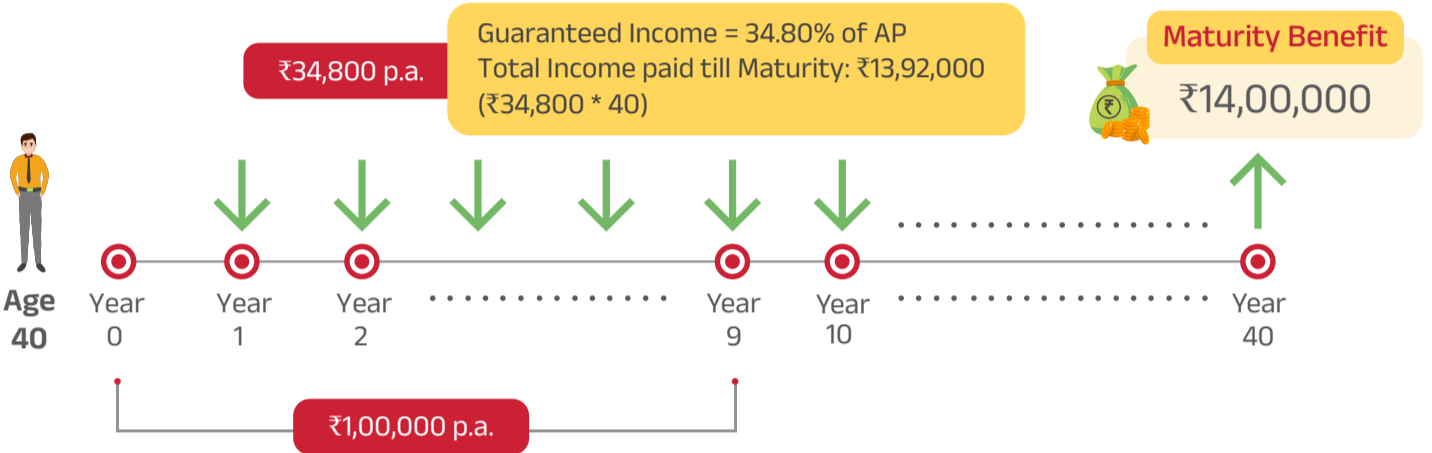 ₹34,800 p.a.
Guaranteed Income = 34.80% of AP
Total Income paid till Maturity: ₹13,92,000
(₹34,800 * 40)
Maturity Benefit
₹
₹14,00,000
Age
40
Year
0
Year
1
Year
2
Year
9
Year
10
Year
40
₹1,00,000 p.a.